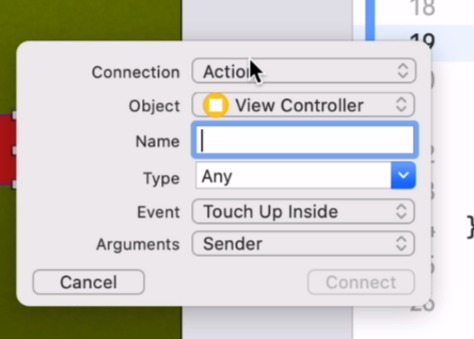 18
19
Connection Action
Object View Controller
Name
Type Any
Event Touch Up Inside
}
Arguments Sender
Cancel Connect